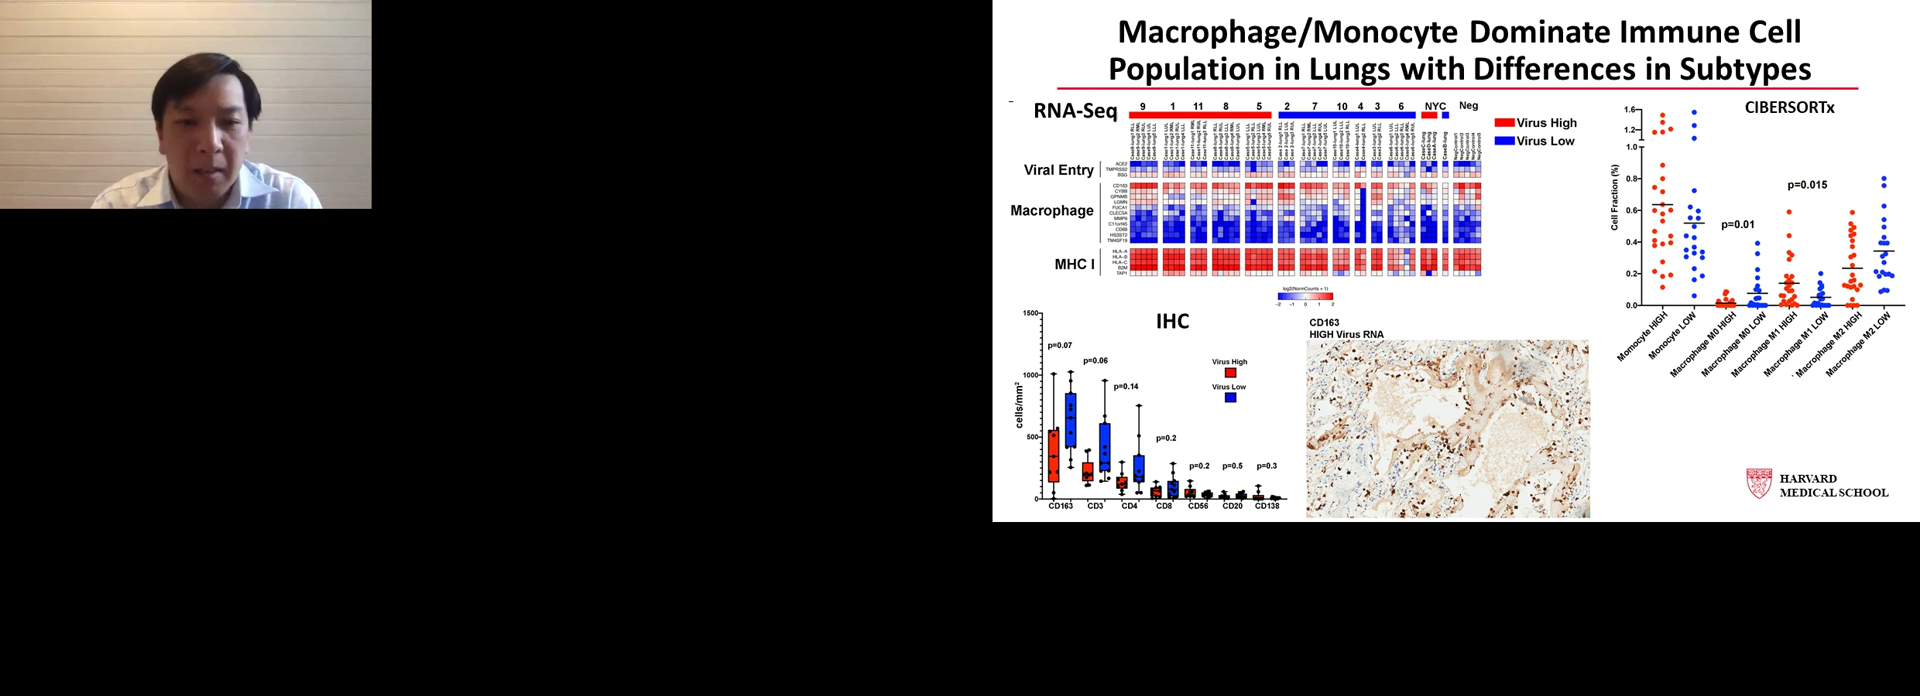 Macrophage/Monocyte Dominate Immune Cell
Population in Lungs with Differences in Subtypes
RNA-Seq
9 1 11 8 5 2 7 10 4 3 6 NYC Neg
Virus High
Virus Low
Viral Entry
ACE2
TMPRSS2
BSG
Macrophage
CD163
CYBB
GPNMB
LGMN
FUCA1
CLEC5A
MMP9
C11orf45
CD68
HS3ST2
TM4SF19
MHC I
HLA-A
HLA-B
HLA-C
B2M
TAP1
log2(NormCounts + 1)
-2 -1 0 1 2
CIBERSORTx
Cell Fraction (%)
1.6
1.2
1.0
0.8
0.6
0.4
0.2
0.0
p=0.01
p=0.015
Momocyte HIGH
Monocyte LOW
Macrophage M0 HIGH
Macrophage M0 LOW
Macrophage M1 HIGH
Macrophage M1 LOW
Macrophage M2 HIGH
Macrophage M2 LOW
IHC
cells/mm²
1500
1000
500
0
p=0.07
p=0.06
p=0.14
p=0.2
p=0.2
p=0.5
p=0.3
Virus High
Virus Low
CD163 CD3 CD4 CD8 CD56 CD20 CD138
CD163
HIGH Virus RNA
HARVARD
MEDICAL SCHOOL